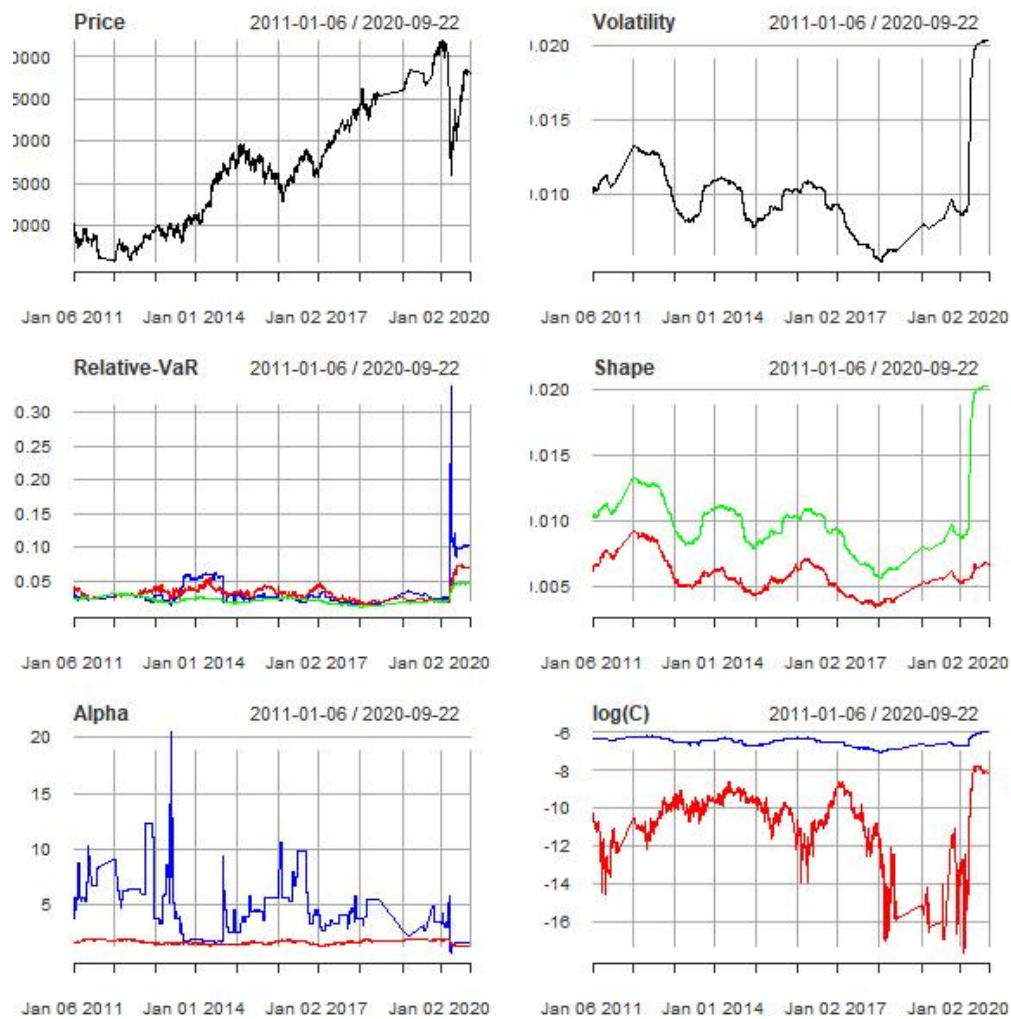 Price 2011-01-06 / 2020-09-22
0000
5000
0000
5000
0000
Jan 06 2011 Jan 01 2014 Jan 02 2017 Jan 02 2020
Volatility 2011-01-06 / 2020-09-22
0.020
0.015
0.010
Jan 06 2011 Jan 01 2014 Jan 02 2017 Jan 02 2020
Relative-VaR 2011-01-06 / 2020-09-22
0.30
0.25
0.20
0.15
0.10
0.05
Jan 06 2011 Jan 01 2014 Jan 02 2017 Jan 02 2020
Shape 2011-01-06 / 2020-09-22
0.020
0.015
0.010
0.005
Jan 06 2011 Jan 01 2014 Jan 02 2017 Jan 02 2020
Alpha 2011-01-06 / 2020-09-22
20
15
10
5
Jan 06 2011 Jan 01 2014 Jan 02 2017 Jan 02 2020
log(C) 2011-01-06 / 2020-09-22
-6
-8
-10
-12
-14
-16
Jan 06 2011 Jan 01 2014 Jan 02 2017 Jan 02 2020